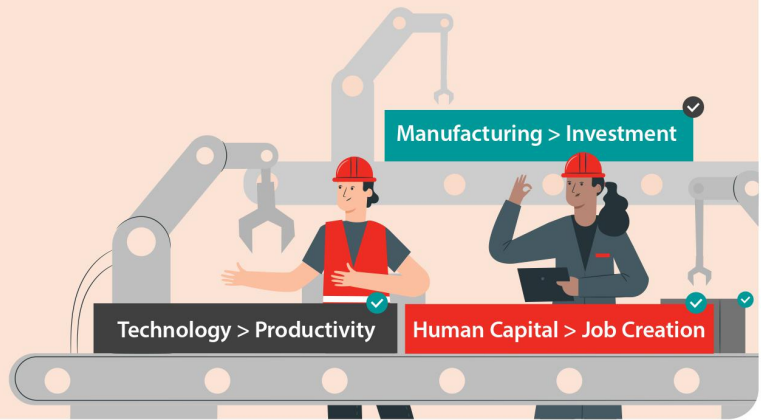 Manufacturing > Investment
Technology > Productivity
Human Capital > Job Creation